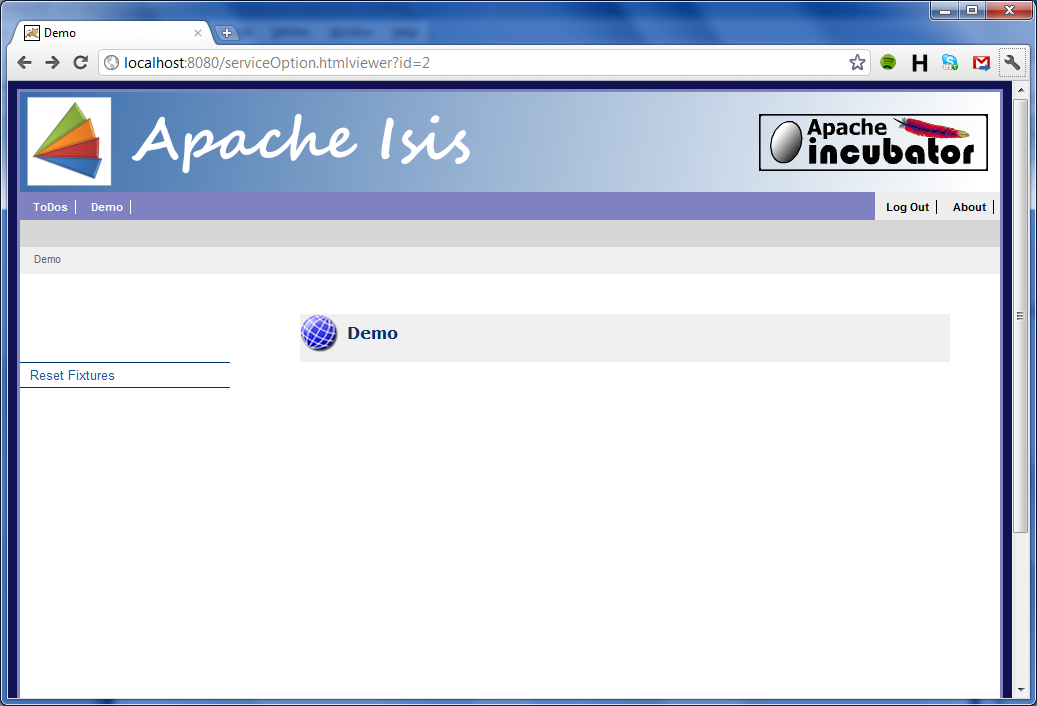 Demo
localhost:8080/serviceOption.htmlviewer?id=2
Apache Isis
Apache
incubator
ToDos Demo Log Out About
Demo
Demo
Reset Fixtures